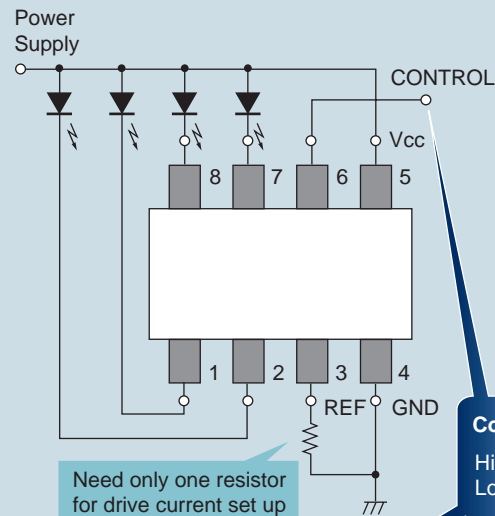 Power
Supply
CONTROL
Vcc
8
7
6
5
1
2
3
4
REF
GND
Need only one resistor
for drive current set up